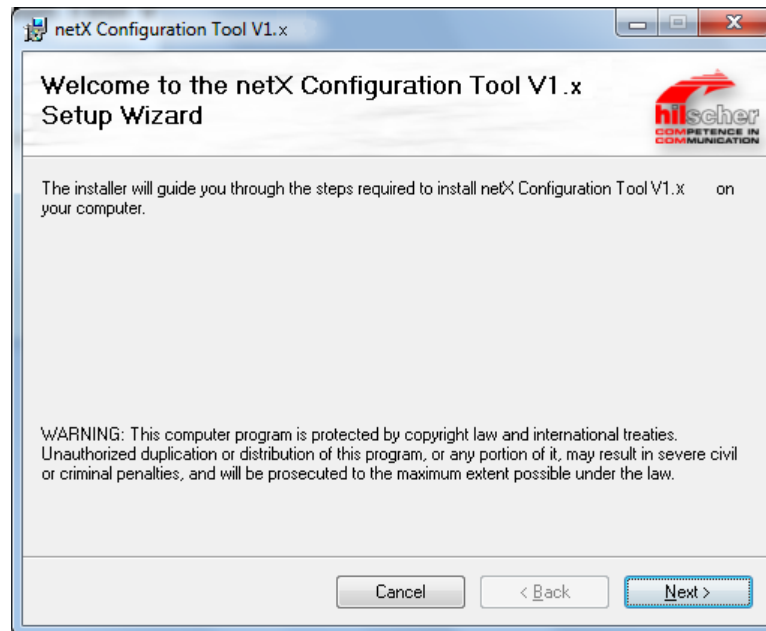 netX Configuration Tool V1.x
Welcome to the netX Configuration Tool V1.x
Setup Wizard
hilscher
COMPETENCE IN
COMMUNICATION
The installer will guide you through the steps required to install netX Configuration Tool V1.x on
your computer.
WARNING: This computer program is protected by copyright law and international treaties.
Unauthorized duplication or distribution of this program, or any portion of it, may result in severe civil
or criminal penalties, and will be prosecuted to the maximum extent possible under the law.
Cancel
< Back
Next >